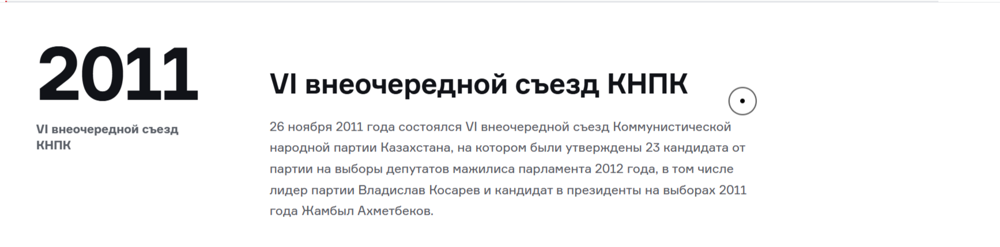 2011
VI внеочередной съезд
КНПК
VI внеочередной съезд КНПК
26 ноября 2011 года состоялся VI внеочередной съезд Коммунистической
народной партии Казахстана, на котором были утверждены 23 кандидата от
партии на выборы депутатов мажилиса парламента 2012 года, в том числе
лидер партии Владислав Косарев и кандидат в президенты на выборах 2011
года Жамбыл Ахметбеков.